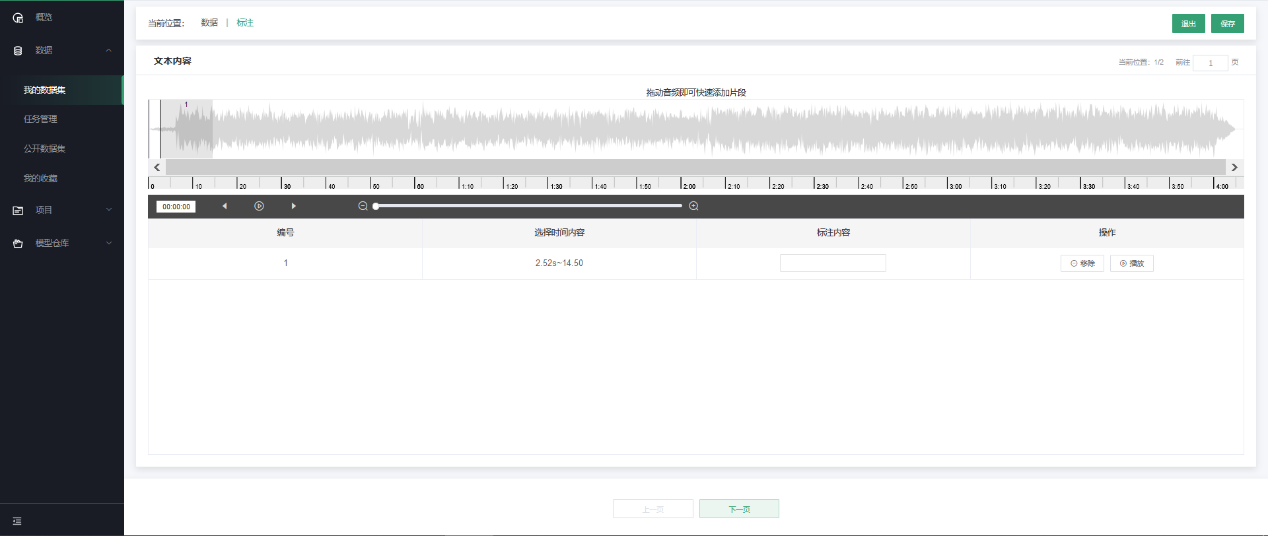 概览
数据
我的数据集
任务管理
公开数据集
我的收藏
项目
模型仓库
当前位置： 数据 | 标注
退出 保存
文本内容
当前位置：1/2 前往 1 页
拖动音频即可快速添加片段
1
0 10 20 30 40 50 60 1:10 1:20 1:30 1:40 1:50 2:00 2:10 2:20 2:30 2:40 2:50 3:00 3:10 3:20 3:30 3:40 3:50 4:00
00:00:00
编号 选择时间内容 标注内容 操作
1 2.52s~14.50 移除 播放
上一页 下一页